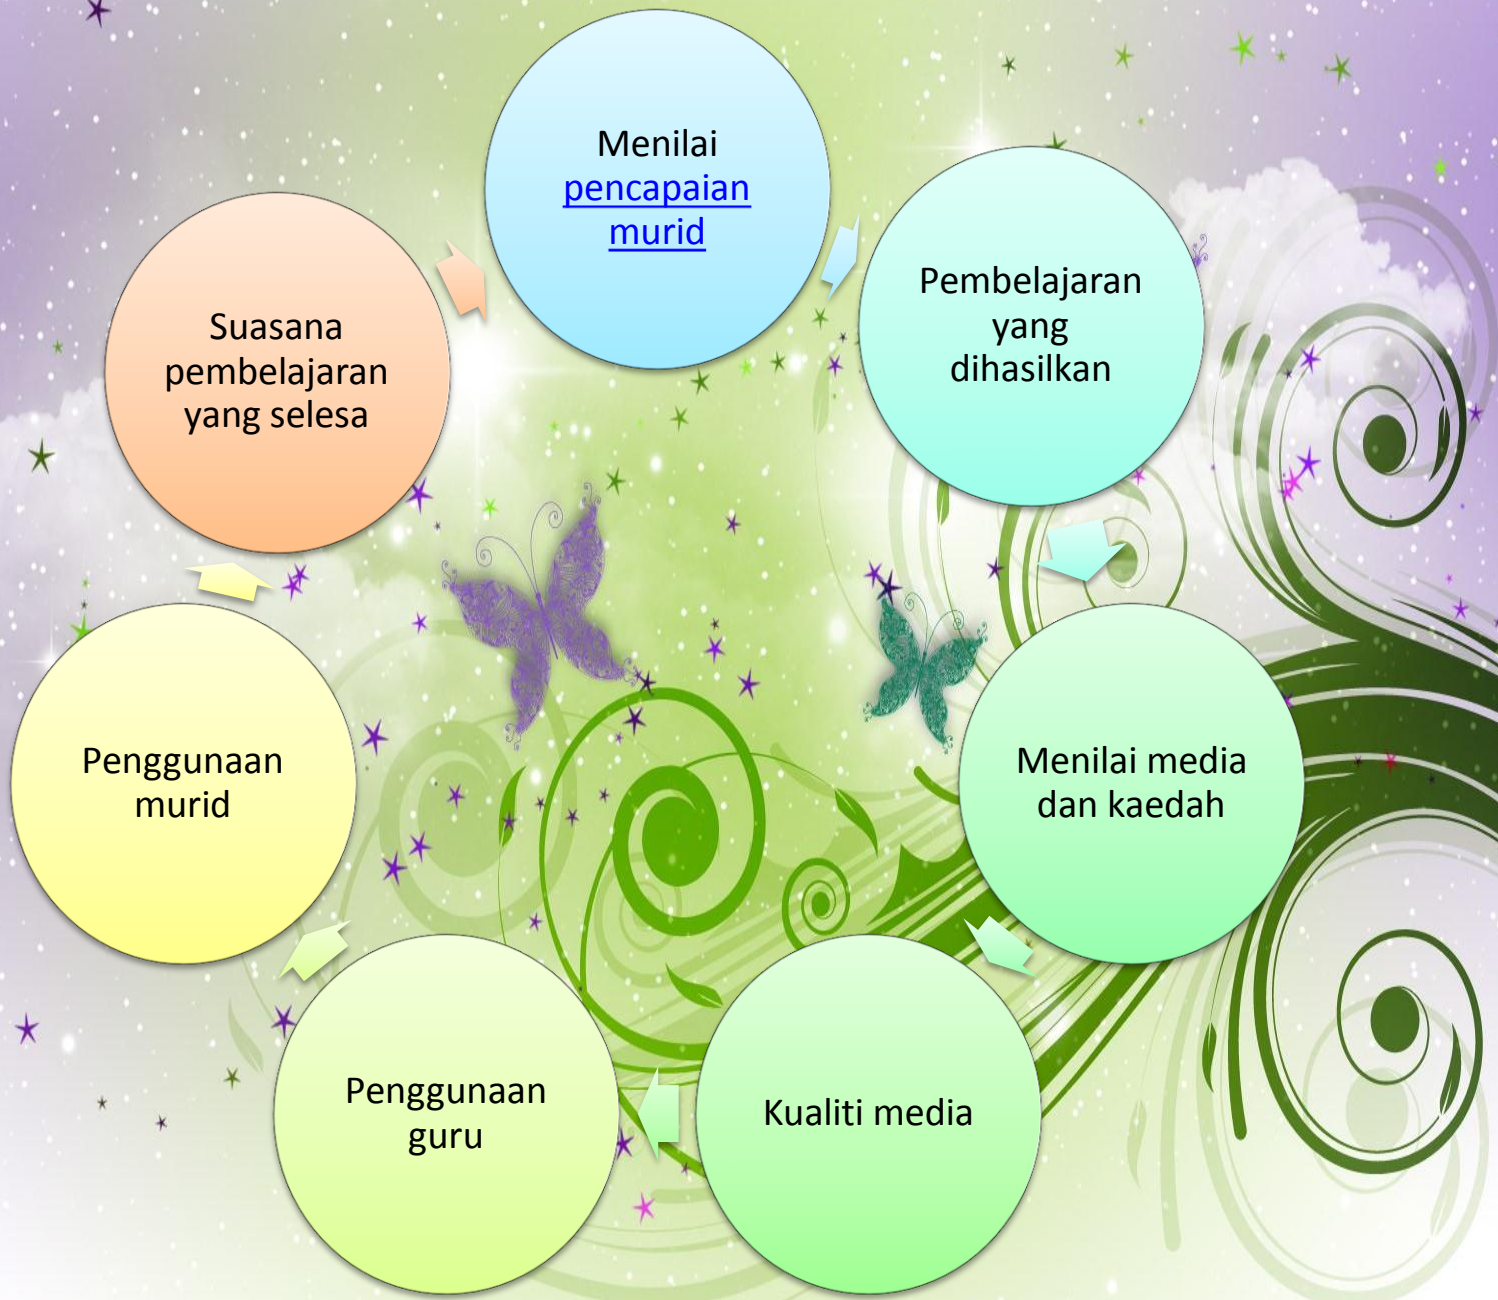 Menilai
pencapaian
murid
Pembelajaran
yang
dihasilkan
Menilai media
dan kaedah
Kualiti media
Penggunaan
guru
Penggunaan
murid
Suasana
pembelajaran
yang selesa